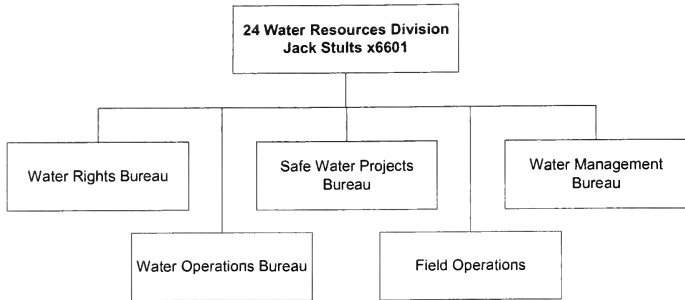 24 Water Resources Division
Jack Stults x6601
Water Rights Bureau
Safe Water Projects
Bureau
Water Management
Bureau
Water Operations Bureau
Field Operations